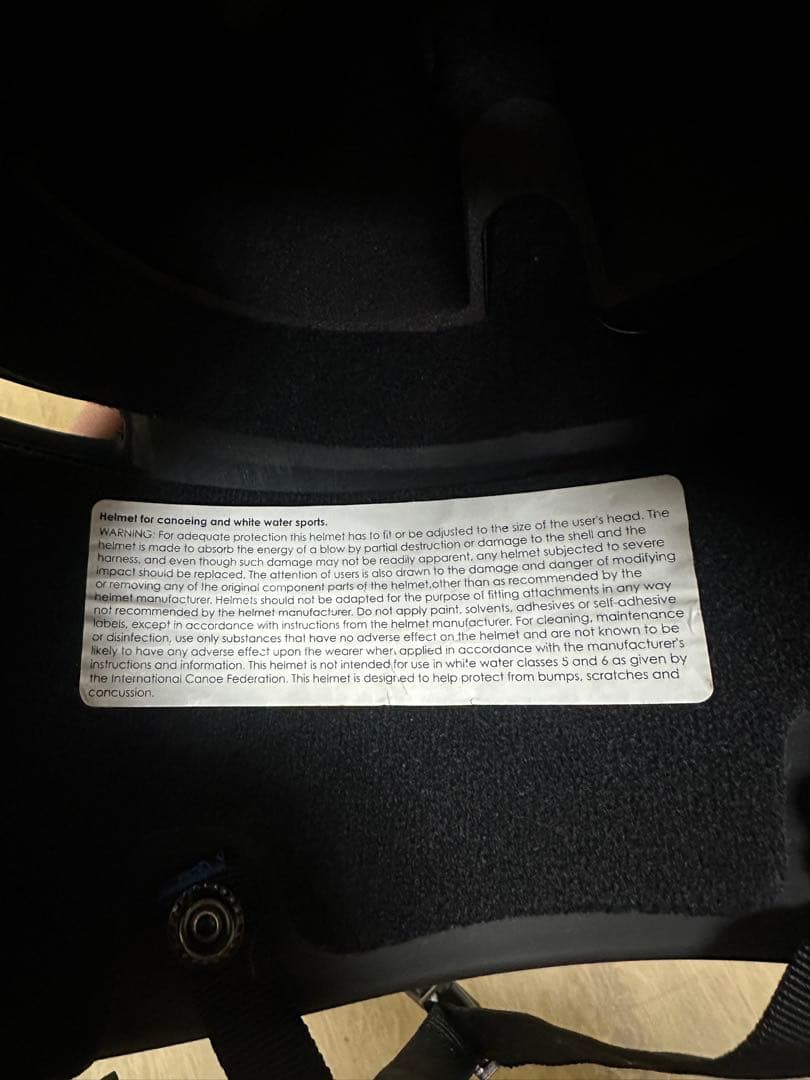 Helmet for canoeing and white water sports.
WARNING: For adequate protection this helmet has to fit or be adjusted to the size of the user's head. The
helmet is made to absorb the energy of a blow by partial destruction or damage to the shell and the
harness, and even though such damage may not be readily apparent, any helmet subjected to severe
impact should be replaced. The attention of users is also drawn to the damage and danger of modifying
or removing any of the original component parts of the helmet,other than as recommended by the
helmet manufacturer. Helmets should not be adapted for the purpose of fitting attachments in any way
not recommended by the helmet manufacturer. Do not apply paint, solvents, adhesives or self-adhesive
labels, except in accordance with instructions from the helmet manufacturer. For cleaning, maintenance
or disinfection, use only substances that have no adverse effect on the helmet and are not known to be
likely to have any adverse effect upon the wearer when applied in accordance with the manufacturer's
instructions and information. This helmet is not intended for use in white water classes 5 and 6 as given by
the International Canoe Federation. This helmet is designed to help protect from bumps, scratches and
concussion.